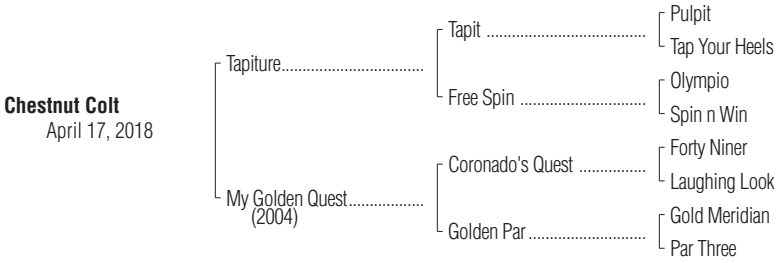 Pulpit
Tapit
Tap Your Heels
Tapiture
Olympio
Free Spin
Spin n Win
Chestnut Colt
April 17, 2018
Forty Niner
Coronado's Quest
Laughing Look
My Golden Quest
(2004)
Gold Meridian
Golden Par
Par Three